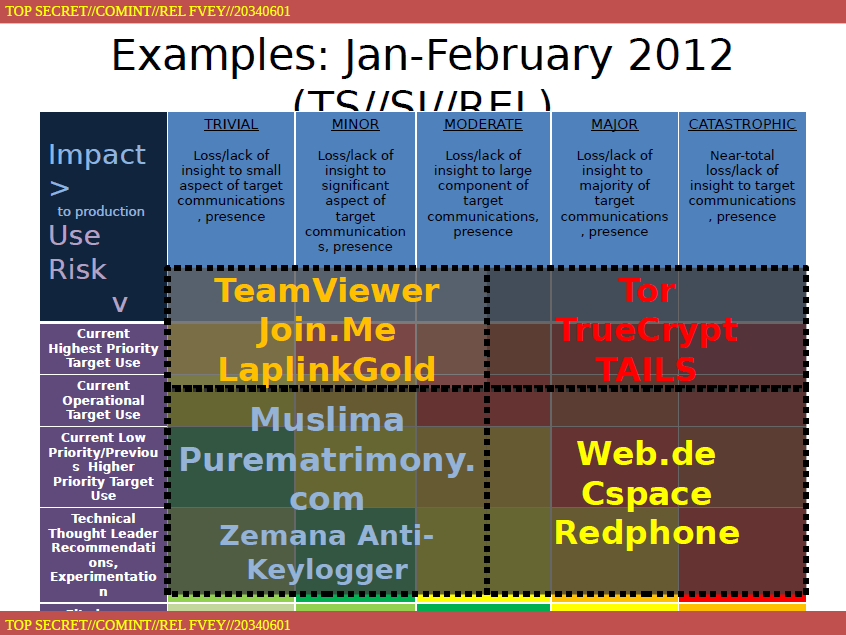 TOP SECRET//COMINT//REL FVEY//20340601
Examples: Jan-February 2012
(TS//SI//REL)
Impact
>
to production
Use
Risk
v
TRIVIAL
Loss/lack of
insight to small
aspect of target
communications
, presence
MINOR
Loss/lack of
insight to
significant
aspect of
target
communication
s, presence
MODERATE
Loss/lack of
insight to large
component of
target
communications,
presence
MAJOR
Loss/lack of
insight to
majority of
target
communications
, presence
CATASTROPHIC
Near-total
loss/lack of
insight to target
communications
, presence
TeamViewer
Join.Me
LaplinkGold
Tor
TrueCrypt
TAILS
Current
Highest Priority
Target Use
Current
Operational
Target Use
Current Low
Priority/Previou
s Higher
Priority Target
Use
Technical
Thought Leader
Recommendati
ons,
Experimentatio
n
Muslima
Purematrimony.
com
Zemana Anti-
Keylogger
Web.de
Cspace
Redphone
TOP SECRET//COMINT//REL FVEY//20340601